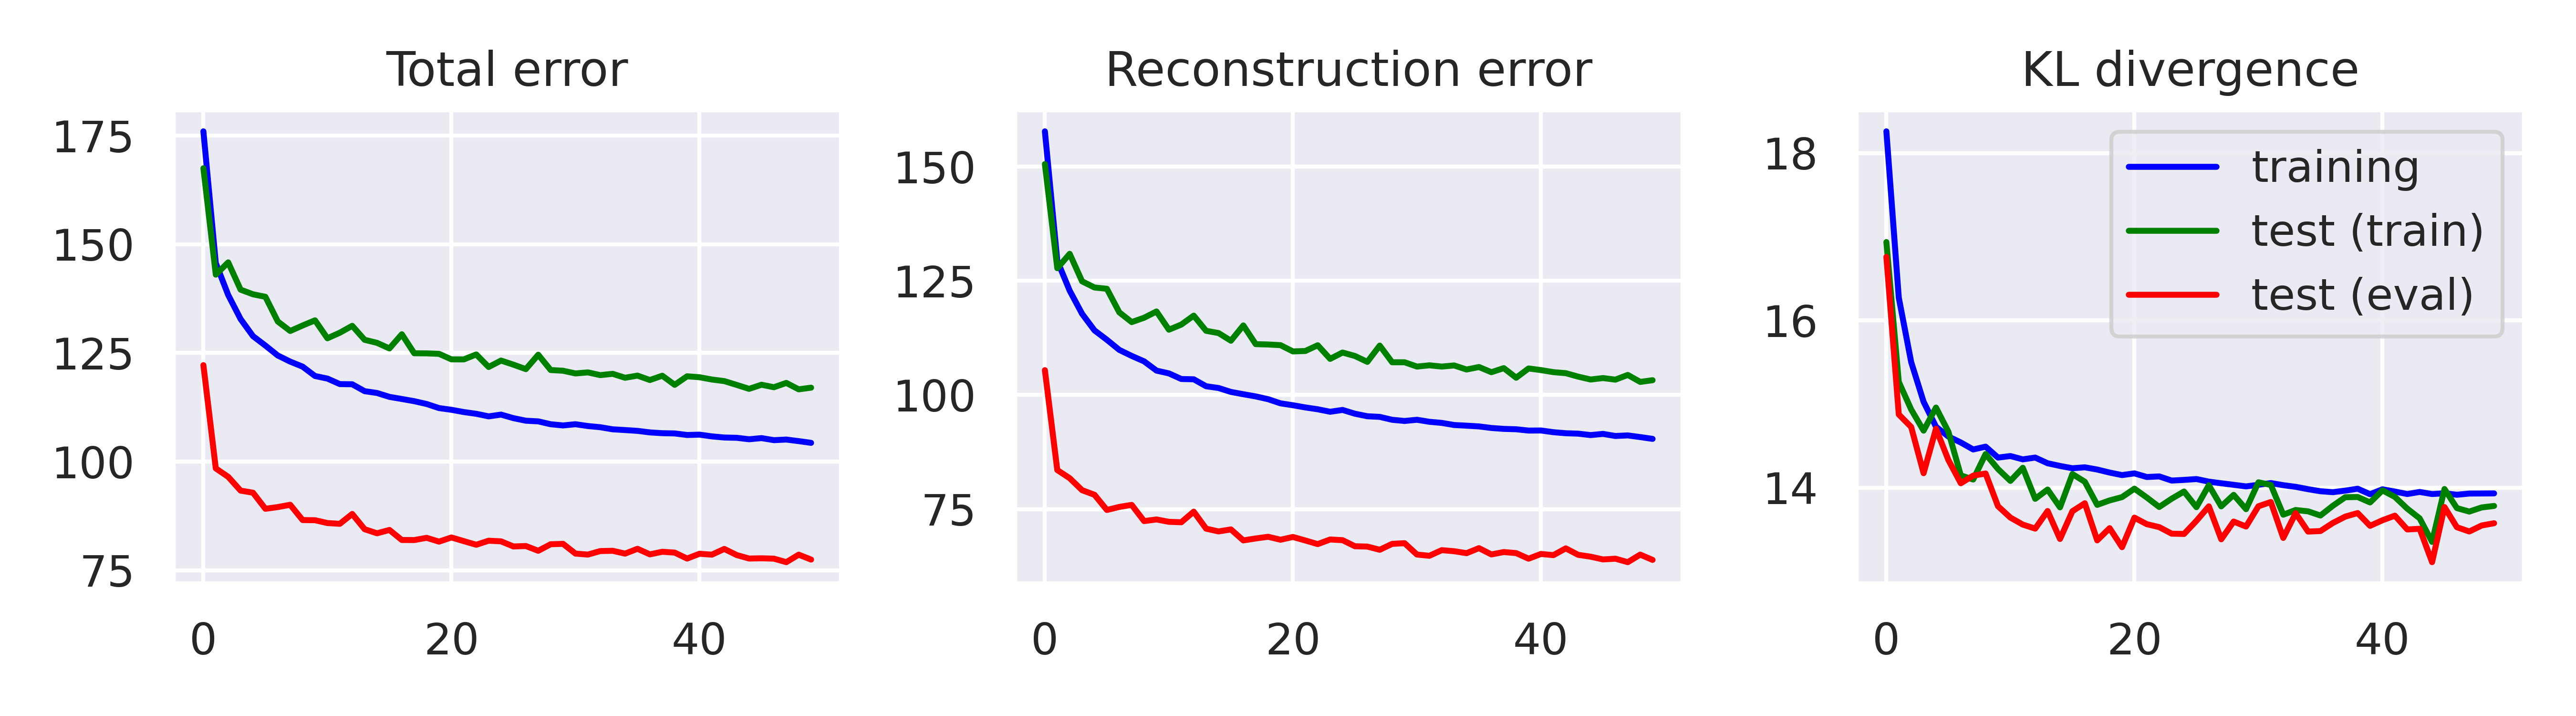 Total error
175
150
125
100
75
0 20 40
Reconstruction error
150
125
100
75
0 20 40
KL divergence
18
16
14
0 20 40
training
test (train)
test (eval)